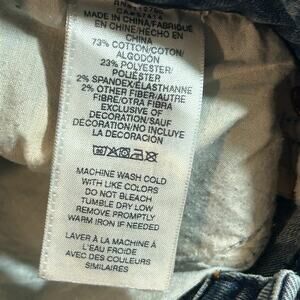 MADE IN CHINA/FABRIQUE
EN CHINE/HECHO EN
CHINA
73% COTTON/COTON/
ALGODÓN
23% POLYESTER/
POLIÉSTER
2% SPANDEX/ELASTHANNE
2% OTHER FIBER/AUTRE
FIBRE/OTRA FIBRA
EXCLUSIVE OF
DECORATION/SAUF
DÉCORATION/NO INCLUYE
LA DECORACIÓN
MACHINE WASH COLD
WITH LIKE COLORS
DO NOT BLEACH
TUMBLE DRY LOW
REMOVE PROMPTLY
WARM IRON IF NEEDED
LAVER À LA MACHINE À
L'EAU FROIDE
AVEC DES COULEURS
SIMILAIRES